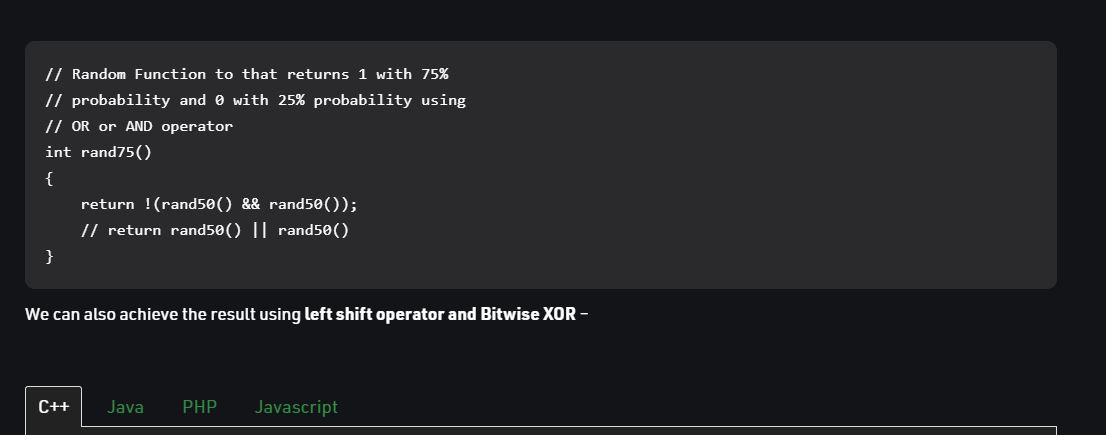 // Random Function to that returns 1 with 75%
// probability and 0 with 25% probability using
// OR or AND operator
int rand75()
{
    return !(rand50() && rand50());
    // return rand50() || rand50()
}
We can also achieve the result using left shift operator and Bitwise XOR –
C++ Java PHP Javascript